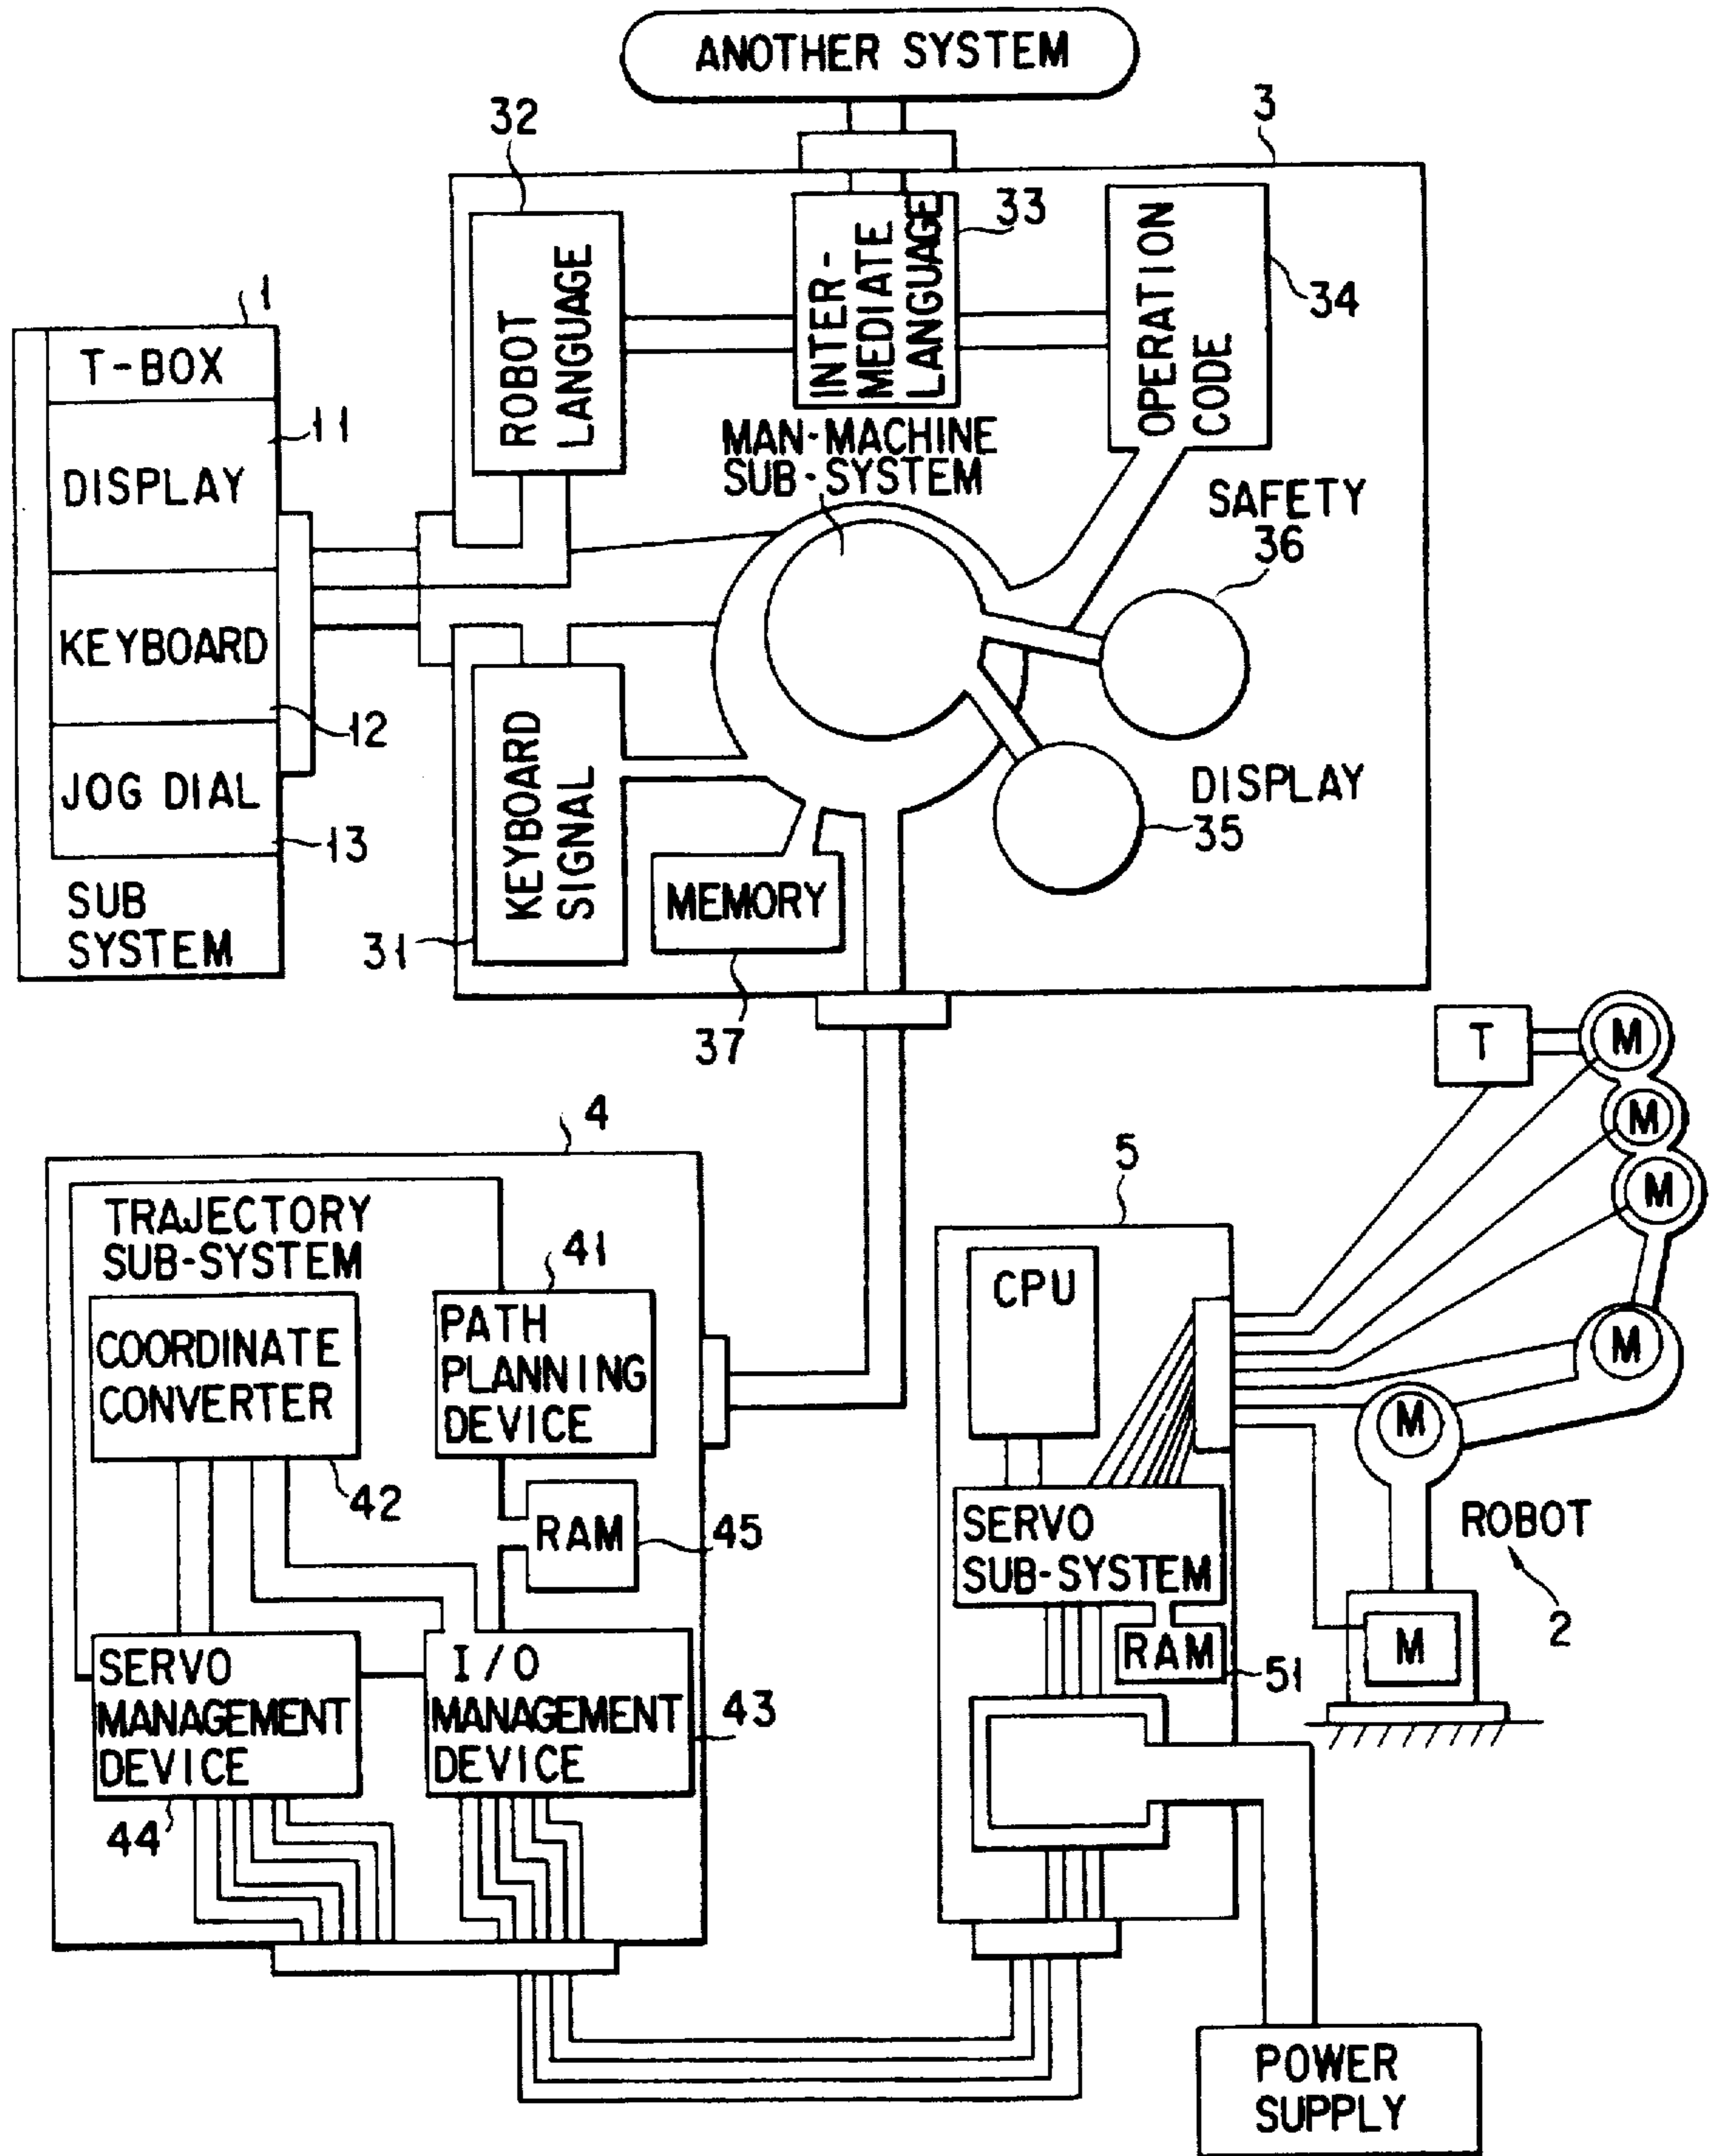 ANOTHER SYSTEM
3
32
ROBOT
LANGUAGE
33
INTER-
MEDIATE
LANGUAGE
34
OPERATION
CODE
1
T-BOX
11
DISPLAY
KEYBOARD
12
JOG DIAL
13
SUB
SYSTEM
MAN-MACHINE
SUB-SYSTEM
SAFETY
36
DISPLAY
35
KEYBOARD
SIGNAL
31
MEMORY
37
4
TRAJECTORY
SUB-SYSTEM
41
PATH
PLANNING
DEVICE
COORDINATE
CONVERTER
42
RAM
45
SERVO
MANAGEMENT
DEVICE
44
I/O
MANAGEMENT
DEVICE
43
5
CPU
SERVO
SUB-SYSTEM
RAM
51
T
M
M
M
M
M
M
ROBOT
2
POWER
SUPPLY